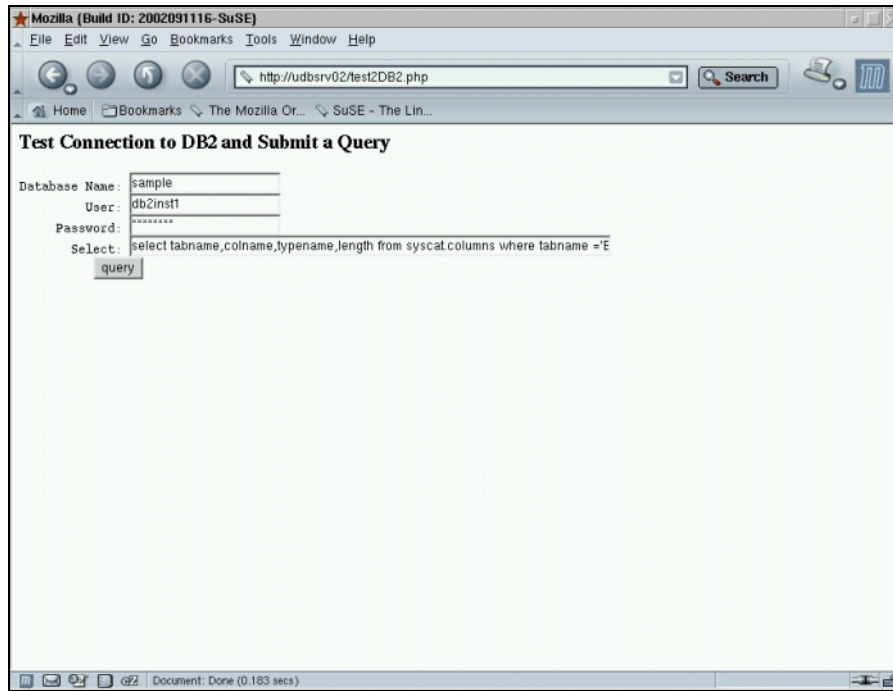 Mozilla {Build ID: 2002091116-SuSE}
File Edit View Go Bookmarks Tools Window Help
http://udbsrv02/test2DB2.php Search
Home Bookmarks The Mozilla Or... SuSE - The Lin...
Test Connection to DB2 and Submit a Query
Database Name: sample
User: db2inst1
Password: ********
Select: select tabname,colname,typename,length from syscat.columns where tabname ='E
query
Document: Done (0.183 secs)